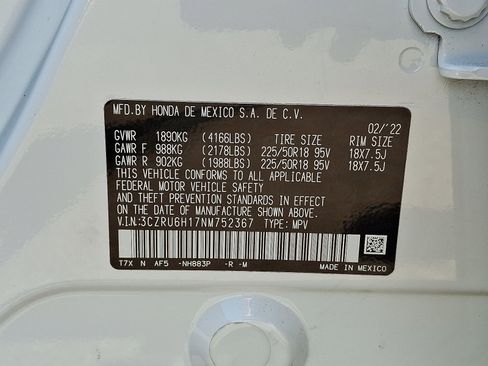 MFD. BY HONDA DE MEXICO S.A. DE C.V.
02/'22
GVWR 1890KG (4166LBS) TIRE SIZE RIM SIZE
GAWR F 988KG (2178LBS) 225/50R18 95V 18X7.5J
GAWR R 902KG (1988LBS) 225/50R18 95V 18X7.5J
THIS VEHICLE CONFORMS TO ALL APPLICABLE
FEDERAL MOTOR VEHICLE SAFETY, BUMPER,
AND THEFT PREVENTION STANDARDS IN EFFECT
ON THE DATE OF MANUFACTURE SHOWN ABOVE.
V.I.N:3CZRU6H17NM752367 TYPE: MPV
T7X N AF5 -NH883P -R -M MADE IN MEXICO